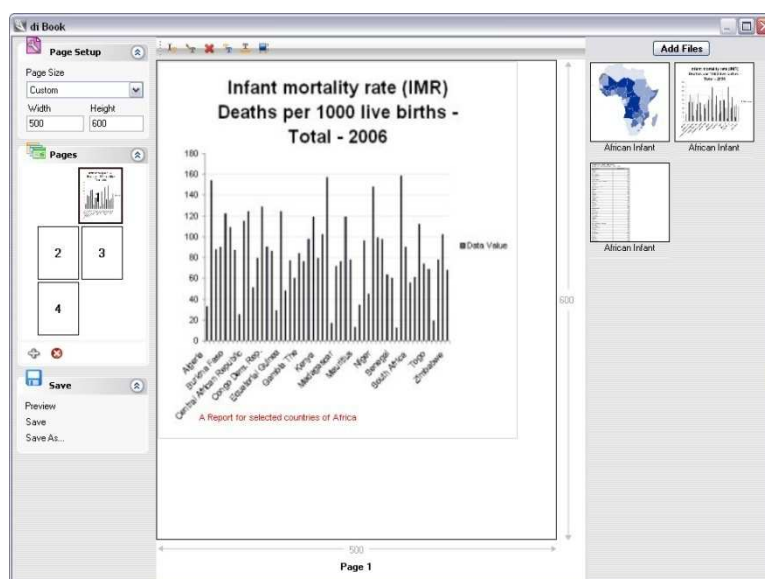 di Book
Page Setup
Page Size
Custom
Width Height
500 600
Pages
2 3
4
Save
Preview
Save
Save As...
Infant mortality rate (IMR)
Deaths per 1000 live births -
Total - 2006
180
160
140
120
100
80
60
40
20
0
Data Value
Algeria
Burkina Faso
Central African Republic
Congo Dem. Rep.
Equatorial Guinea
Gambia The
Kenya
Madagascar
Mauritius
Niger
Senegal
South Africa
Togo
Zimbabwe
A Report for selected countries of Africa
600
500
Page 1
Add Files
African Infant African Infant
African Infant